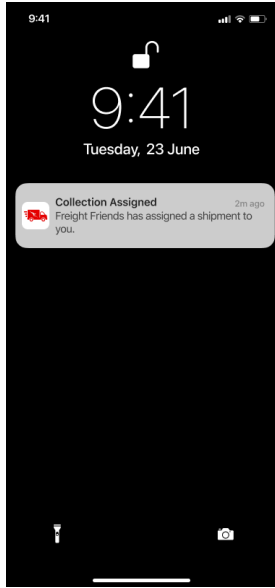 9:41
9:41
Tuesday, 23 June
Collection Assigned 2m ago
Freight Friends has assigned a shipment to
you.